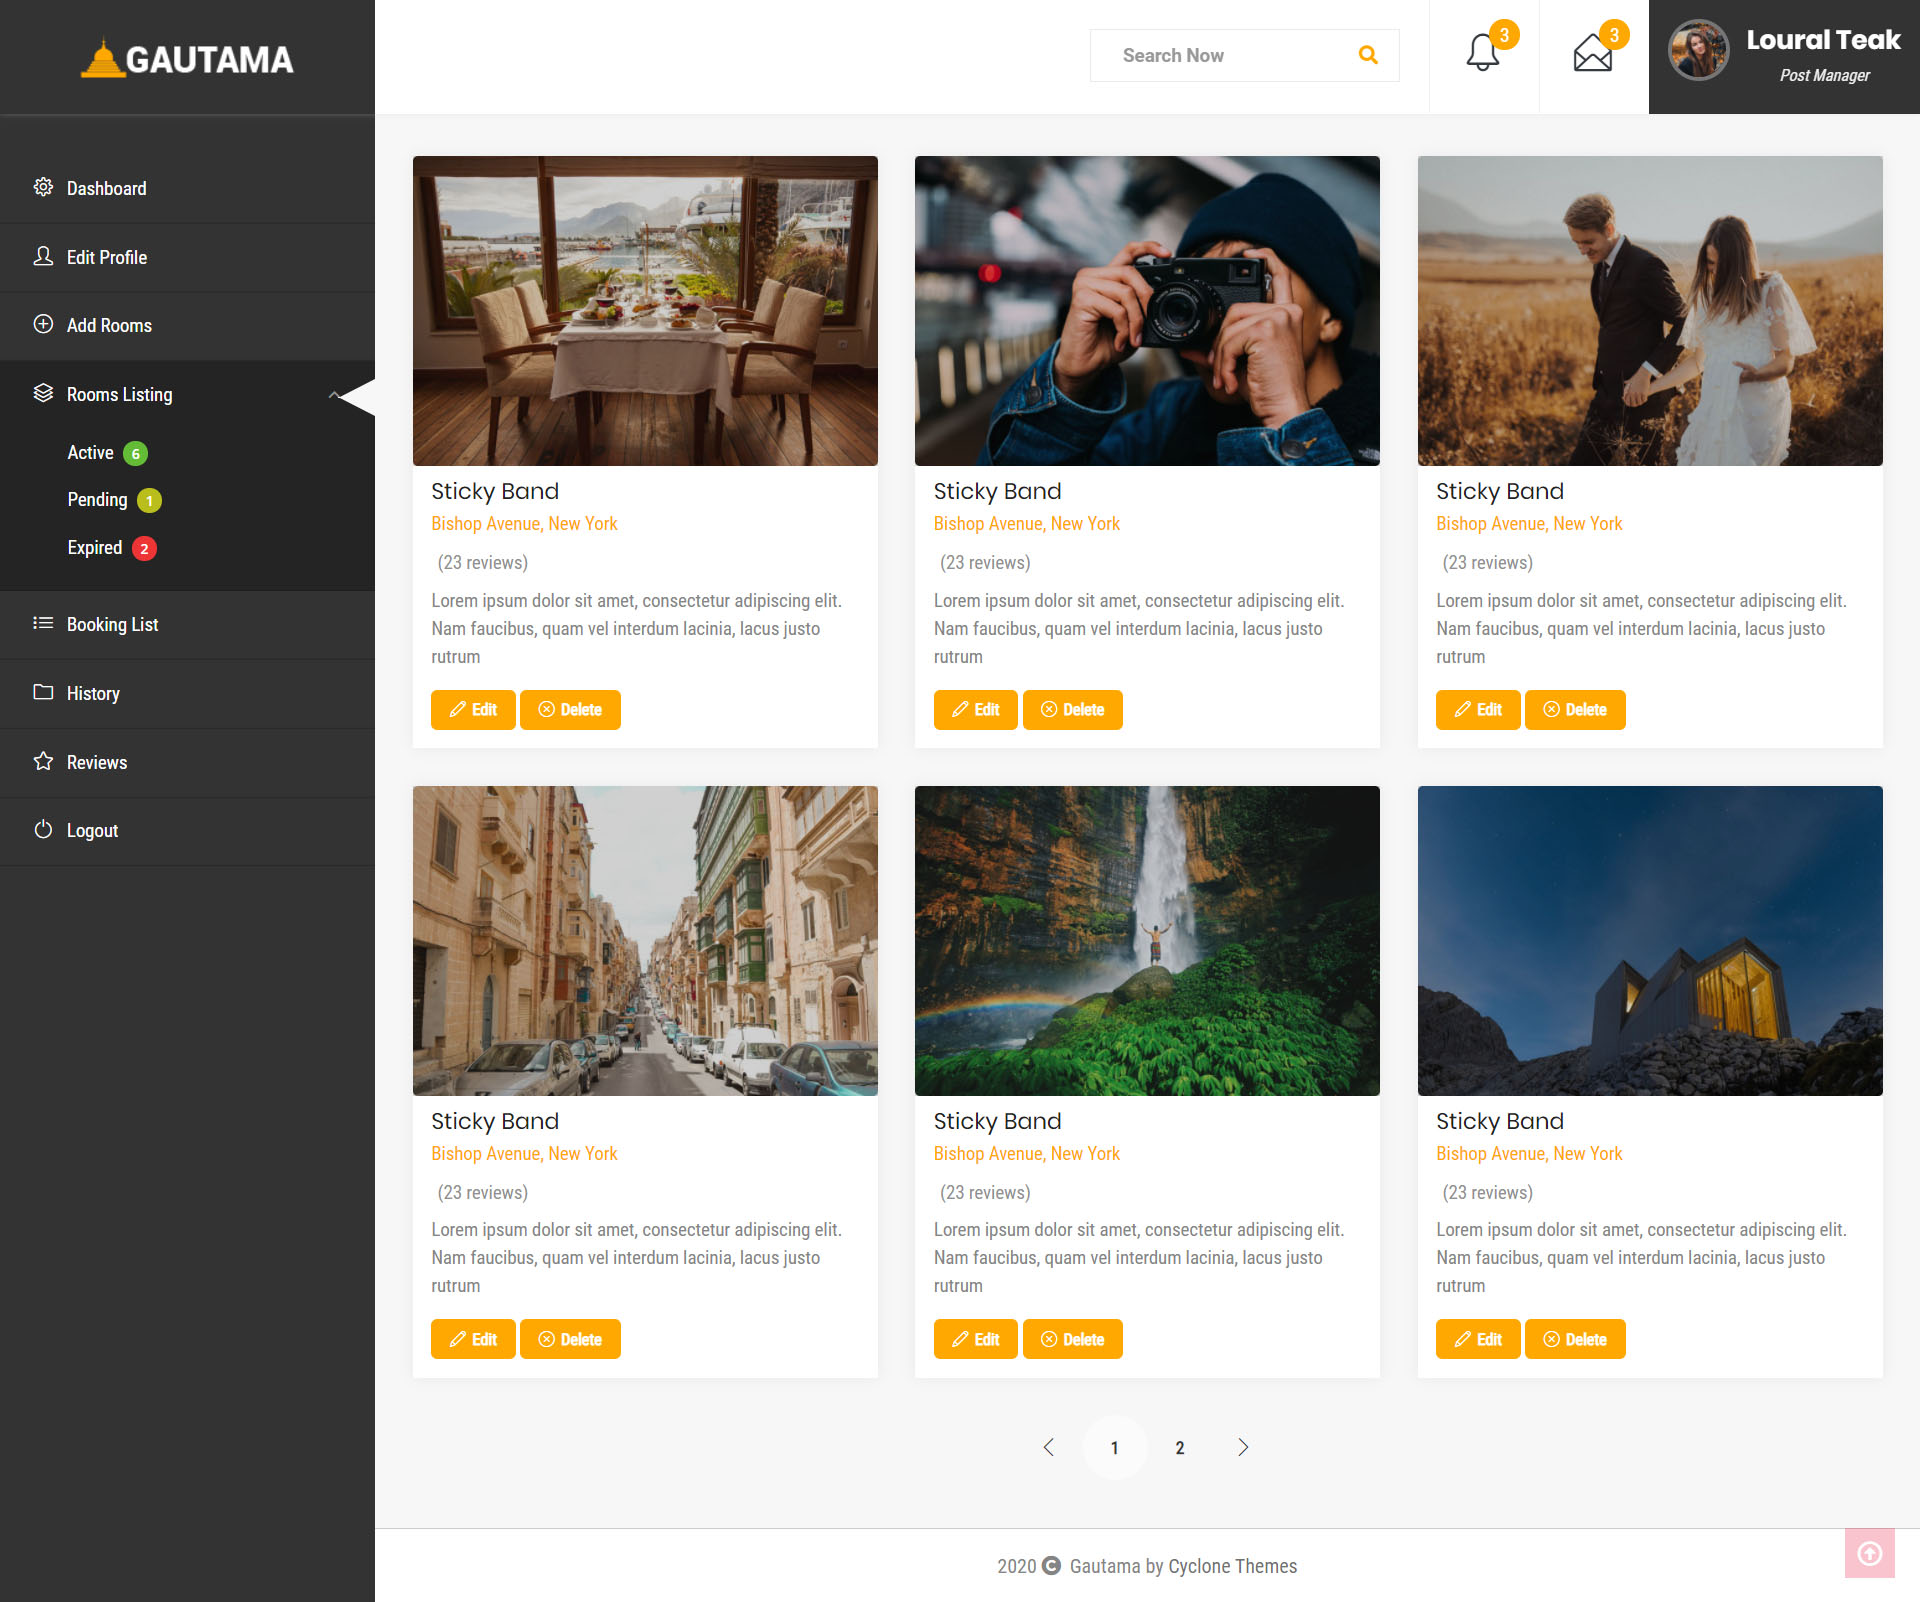 GAUTAMA
Search Now
3
3
Loural Teak
Post Manager
Dashboard
Edit Profile
Add Rooms
Rooms Listing
Active 6
Pending 1
Expired 2
Booking List
History
Reviews
Logout
Sticky Band
Bishop Avenue, New York
(23 reviews)
Lorem ipsum dolor sit amet, consectetur adipiscing elit.
Nam faucibus, quam vel interdum lacinia, lacus justo
rutrum
Edit Delete
Sticky Band
Bishop Avenue, New York
(23 reviews)
Lorem ipsum dolor sit amet, consectetur adipiscing elit.
Nam faucibus, quam vel interdum lacinia, lacus justo
rutrum
Edit Delete
Sticky Band
Bishop Avenue, New York
(23 reviews)
Lorem ipsum dolor sit amet, consectetur adipiscing elit.
Nam faucibus, quam vel interdum lacinia, lacus justo
rutrum
Edit Delete
Sticky Band
Bishop Avenue, New York
(23 reviews)
Lorem ipsum dolor sit amet, consectetur adipiscing elit.
Nam faucibus, quam vel interdum lacinia, lacus justo
rutrum
Edit Delete
Sticky Band
Bishop Avenue, New York
(23 reviews)
Lorem ipsum dolor sit amet, consectetur adipiscing elit.
Nam faucibus, quam vel interdum lacinia, lacus justo
rutrum
Edit Delete
Sticky Band
Bishop Avenue, New York
(23 reviews)
Lorem ipsum dolor sit amet, consectetur adipiscing elit.
Nam faucibus, quam vel interdum lacinia, lacus justo
rutrum
Edit Delete
1 2
2020 © Gautama by Cyclone Themes